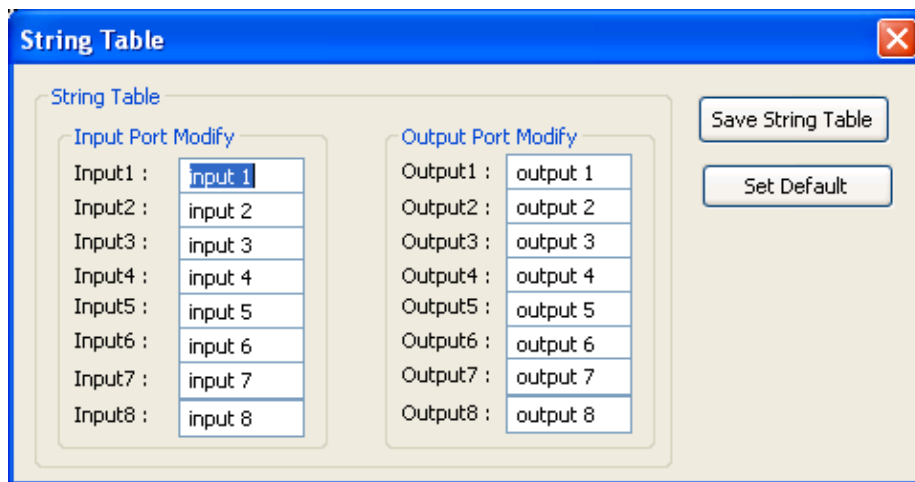 String Table
String Table
Input Port Modify
Input1 : input 1
Input2 : input 2
Input3 : input 3
Input4 : input 4
Input5 : input 5
Input6 : input 6
Input7 : input 7
Input8 : input 8
Output Port Modify
Output1 : output 1
Output2 : output 2
Output3 : output 3
Output4 : output 4
Output5 : output 5
Output6 : output 6
Output7 : output 7
Output8 : output 8
Save String Table
Set Default